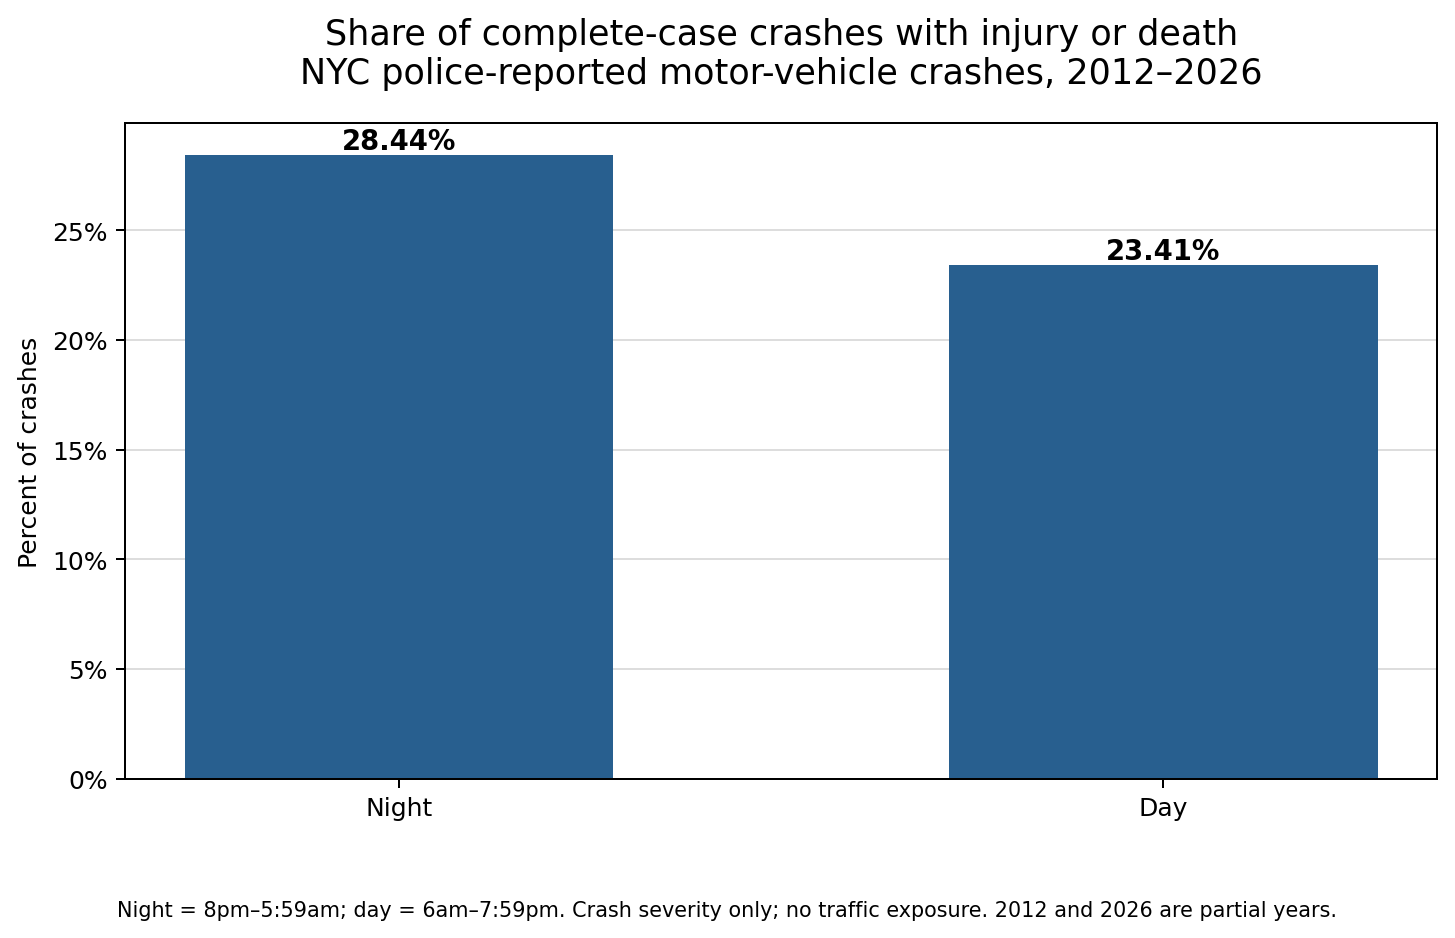 Share of complete-case crashes with injury or death
NYC police-reported motor-vehicle crashes, 2012–2026
28.44%
23.41%
25%
20%
15%
10%
5%
0%
Percent of crashes
Night
Day
Night = 8pm–5:59am; day = 6am–7:59pm. Crash severity only; no traffic exposure. 2012 and 2026 are partial years.